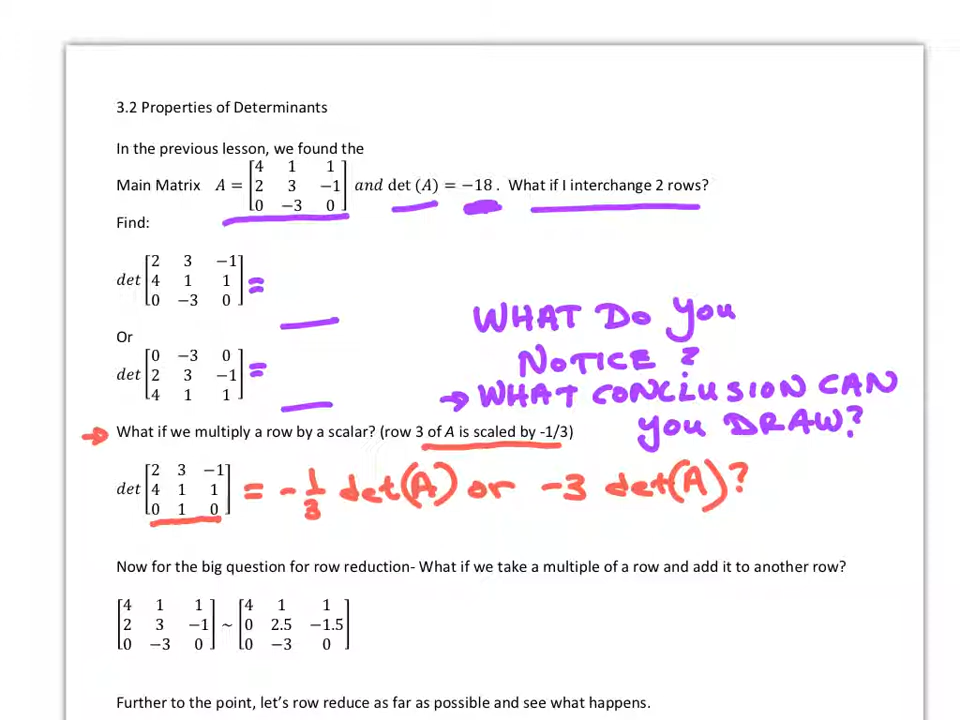 3.2 Properties of Determinants
In the previous lesson, we found the
Main Matrix A = [4 1 1
2 3 −1
0 −3 0] and det (A) = −18 . What if I interchange 2 rows?
Find:
det [2 3 −1
4 1 1
0 −3 0] =
Or
det [0 −3 0
2 3 −1
4 1 1] =
WHAT DO YOU
NOTICE ?
→ WHAT CONCLUSION CAN
YOU DRAW?
→ What if we multiply a row by a scalar? (row 3 of A is scaled by -1/3)
det [2 3 −1
4 1 1
0 1 0] = -1/3 det(A) or -3 det(A)?
Now for the big question for row reduction- What if we take a multiple of a row and add it to another row?
[4 1 1
2 3 −1
0 −3 0] ~ [4 1 1
0 2.5 −1.5
0 −3 0]
Further to the point, let's row reduce as far as possible and see what happens.